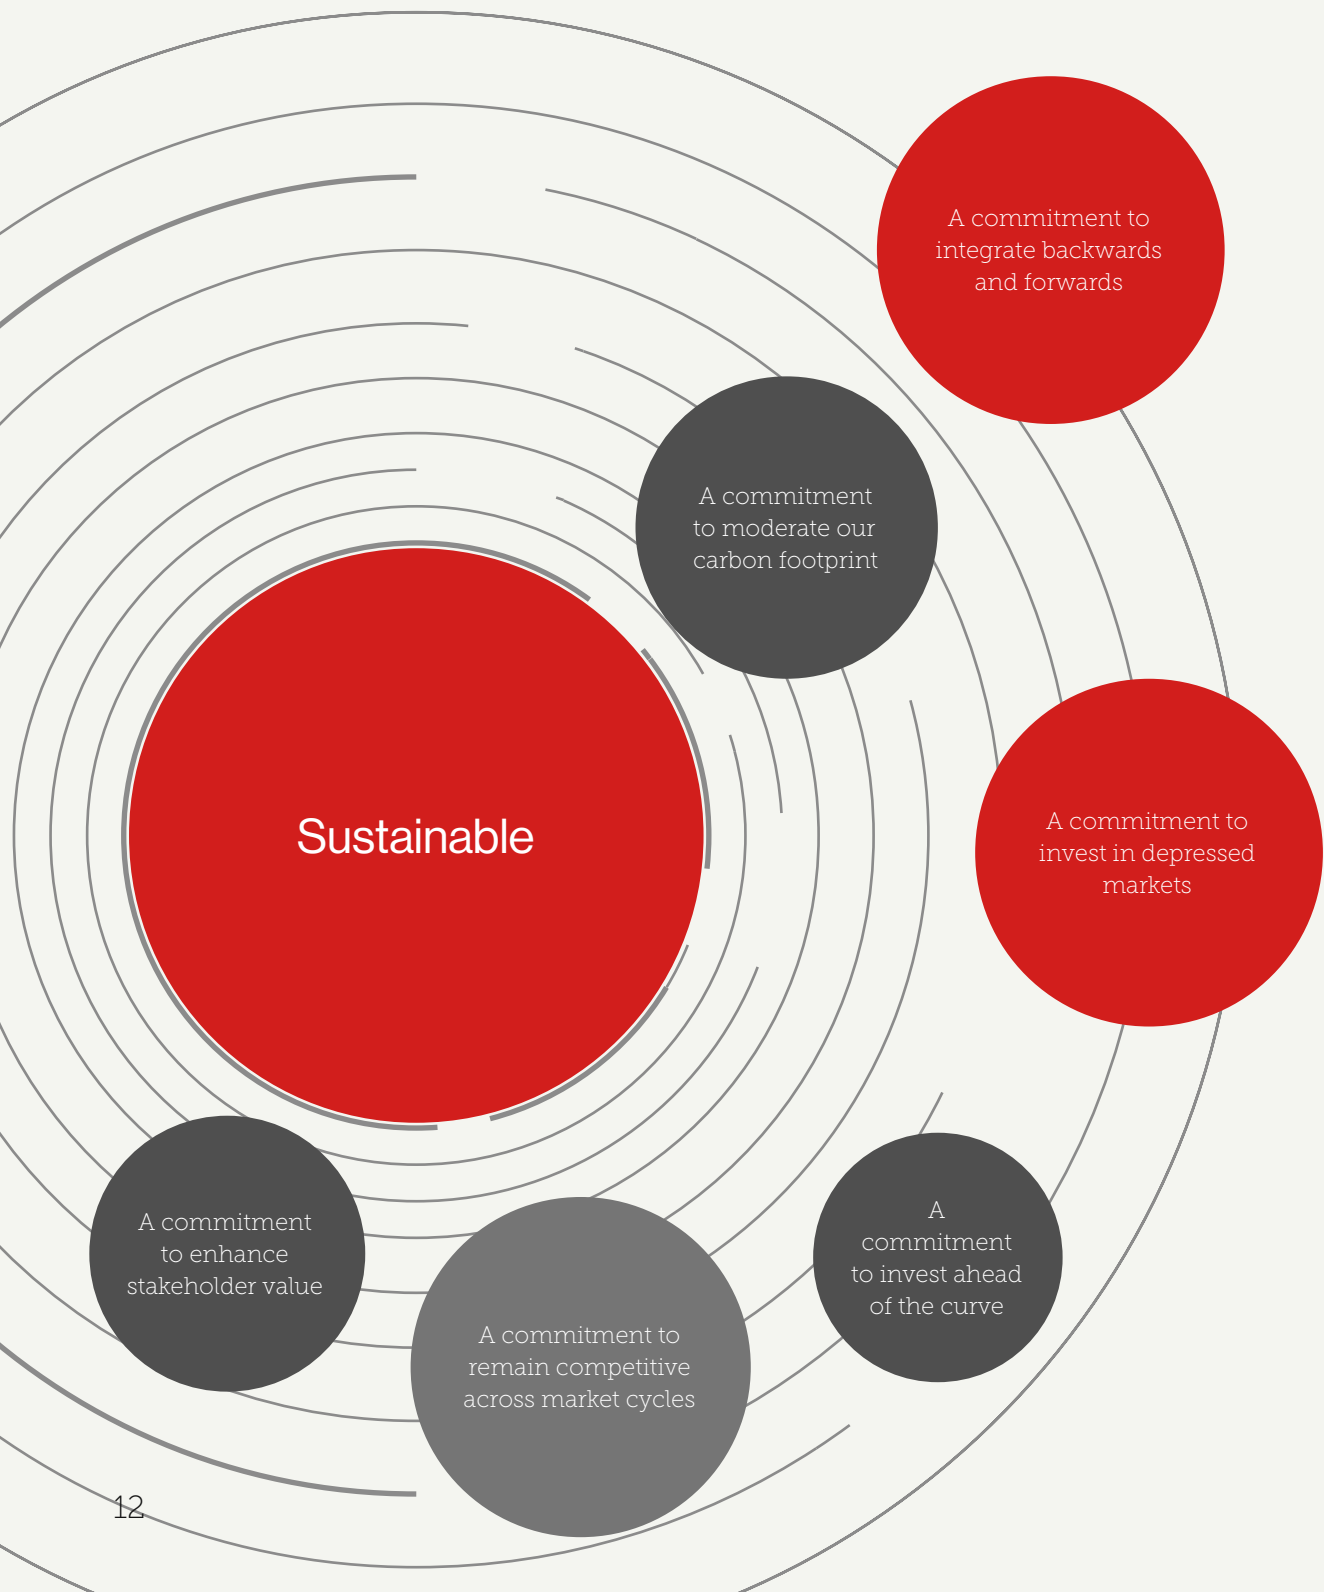 A commitment to
integrate backwards
and forwards
A commitment
to moderate our
carbon footprint
Sustainable
A commitment to
invest in depressed
markets
A
commitment
to invest ahead
of the curve
A commitment
to enhance
stakeholder value
A commitment to
remain competitive
across market cycles
12